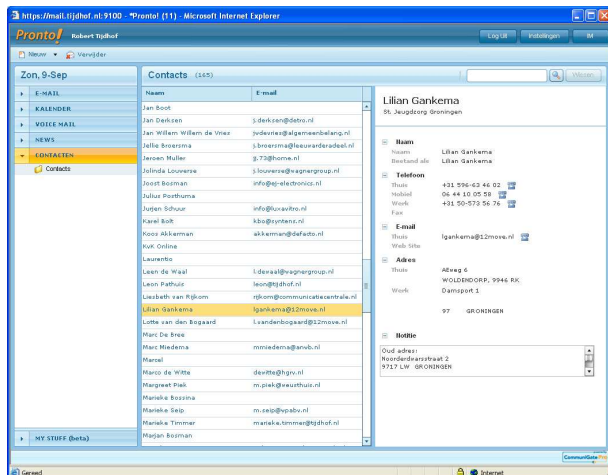 https://mail.tijdhof.nl:9100 - *Pronto! (11) - Microsoft Internet Explorer
Pronto! Robert Tijdhof
Log Uit Instellingen IM
Nieuw Verwijder
Zon, 9-Sep
E-MAIL
KALENDER
VOICE MAIL
NEWS
CONTACTEN
Contacts
MY STUFF (beta)
Contacts (165)
Wissen
Naam E-mail
Jan Boot
Jan Derksen j.derksen@detro.nl
Jan Willem Willem de Vries jwdevries@algemeenbelang.nl
Jellie Broersma j.broersma@leeuwarderadeel.nl
Jeroen Muller jj.73@home.nl
Jolinda Louverse j.louverse@vagnergroup.nl
Joost Bosman info@ej-electronics.nl
Julius Posthuma
Jurjen Schuur info@luxavitro.nl
Karel Bolt kbo@syntens.nl
Koos Akkerman akkerman@defacto.nl
KvK Online
Laurentio
Leen de Waal l.dewaal@vagnergroup.nl
Leon Pathuis leon@tijdhof.nl
Liesbeth van Rijkom rijkom@communicatiecentrale.nl
Lilian Gankema lgankema@12move.nl
Lotte van den Bogaard l.vandenbogaard@12move.nl
Marc De Bree
Marc Miedema mmiedema@anwb.nl
Marcel
Marco de Witte dewitte@hgrv.nl
Margreet Piek m.piek@veusthuis.nl
Marieke Bossina
Marieke Seip m.seip@vpabv.nl
Marieke Timmer marieke.timmer@tijdhof.nl
Marjan Bosman
Lilian Gankema
St. Jeugdzorg Groningen
Naam
Naam Lilian Gankema
Bestand als Lilian Gankema
Telefoon
Thuis +31 596-63 46 02
Mobiel 06 44 10 05 58
Werk +31 50-573 56 76
Fax
E-mail
Thuis lgankema@12move.nl
Web Site
Adres
Thuis AEweg 6
WOLDENDORP, 9946 RK
Werk Damsport 1
97 GRONINGEN
Notitie
Oud adres:
Noorderdwarsstraat 2
9717 LW GRONINGEN
CommuniGate Pro
Gereed Internet